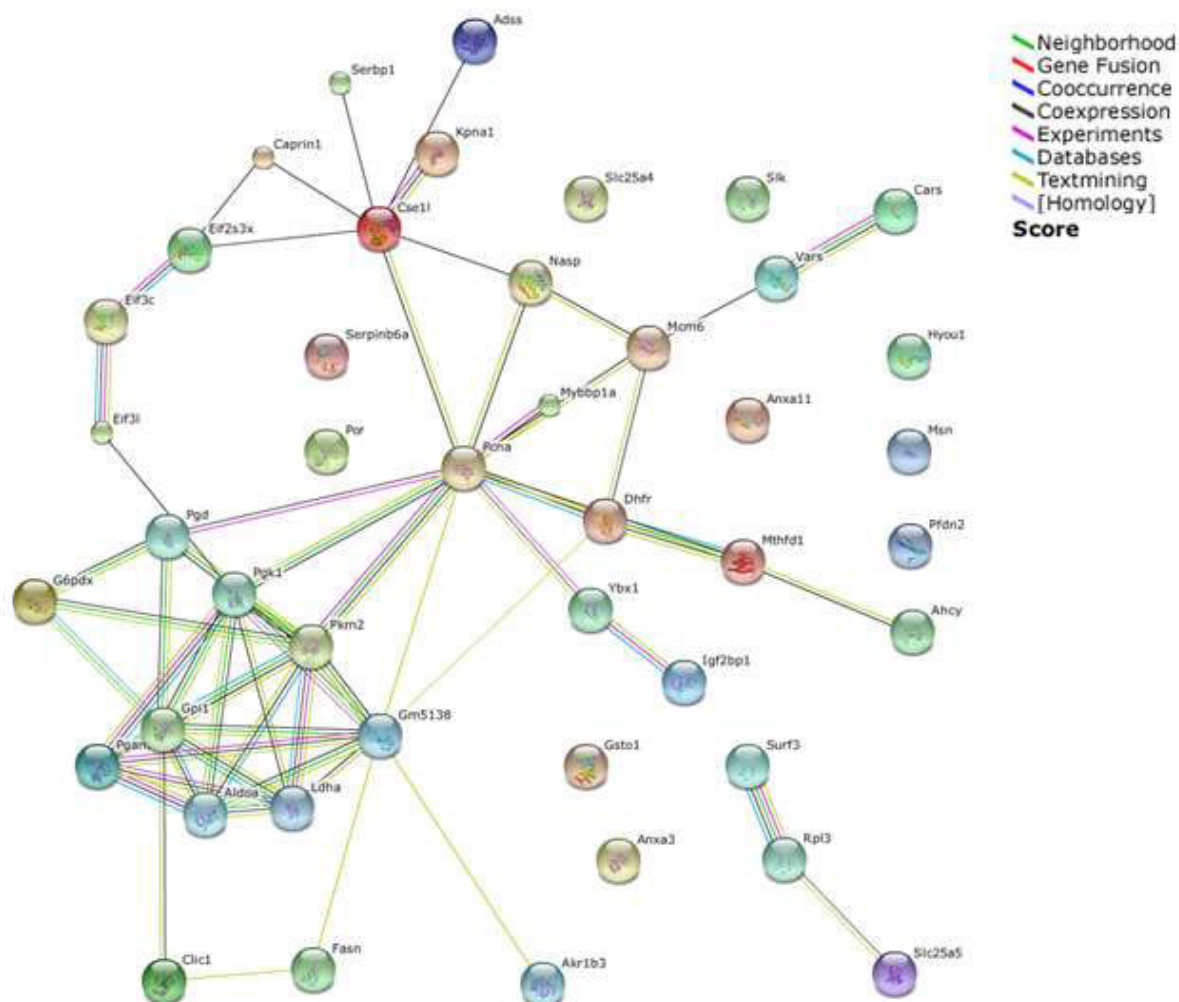 Adss
Neighborhood
Gene Fusion
Cooccurrence
Coexpression
Experiments
Databases
Textmining
[Homology]
Score
Serbp1
Kpna1
Caprin1
Slc25a4
Slk
Cars
Cse1l
Eif2s3x
Nasp
Vars
Eif3c
Mcm6
Serpinb6a
Hyou1
Mybbp1a
Anxa11
Eif3l
Por
Msn
Pcna
Dhfr
Pgd
Pfdn2
Mthfd1
G6pdx
Pgk1
Ybx1
Ahcy
Pkm2
Igf2bp1
Gpi1
Gm5138
Gsto1
Surf3
Aldoa
Ldha
Anxa3
Rpl3
Clic1
Fasn
Akr1b3
Slc25a5